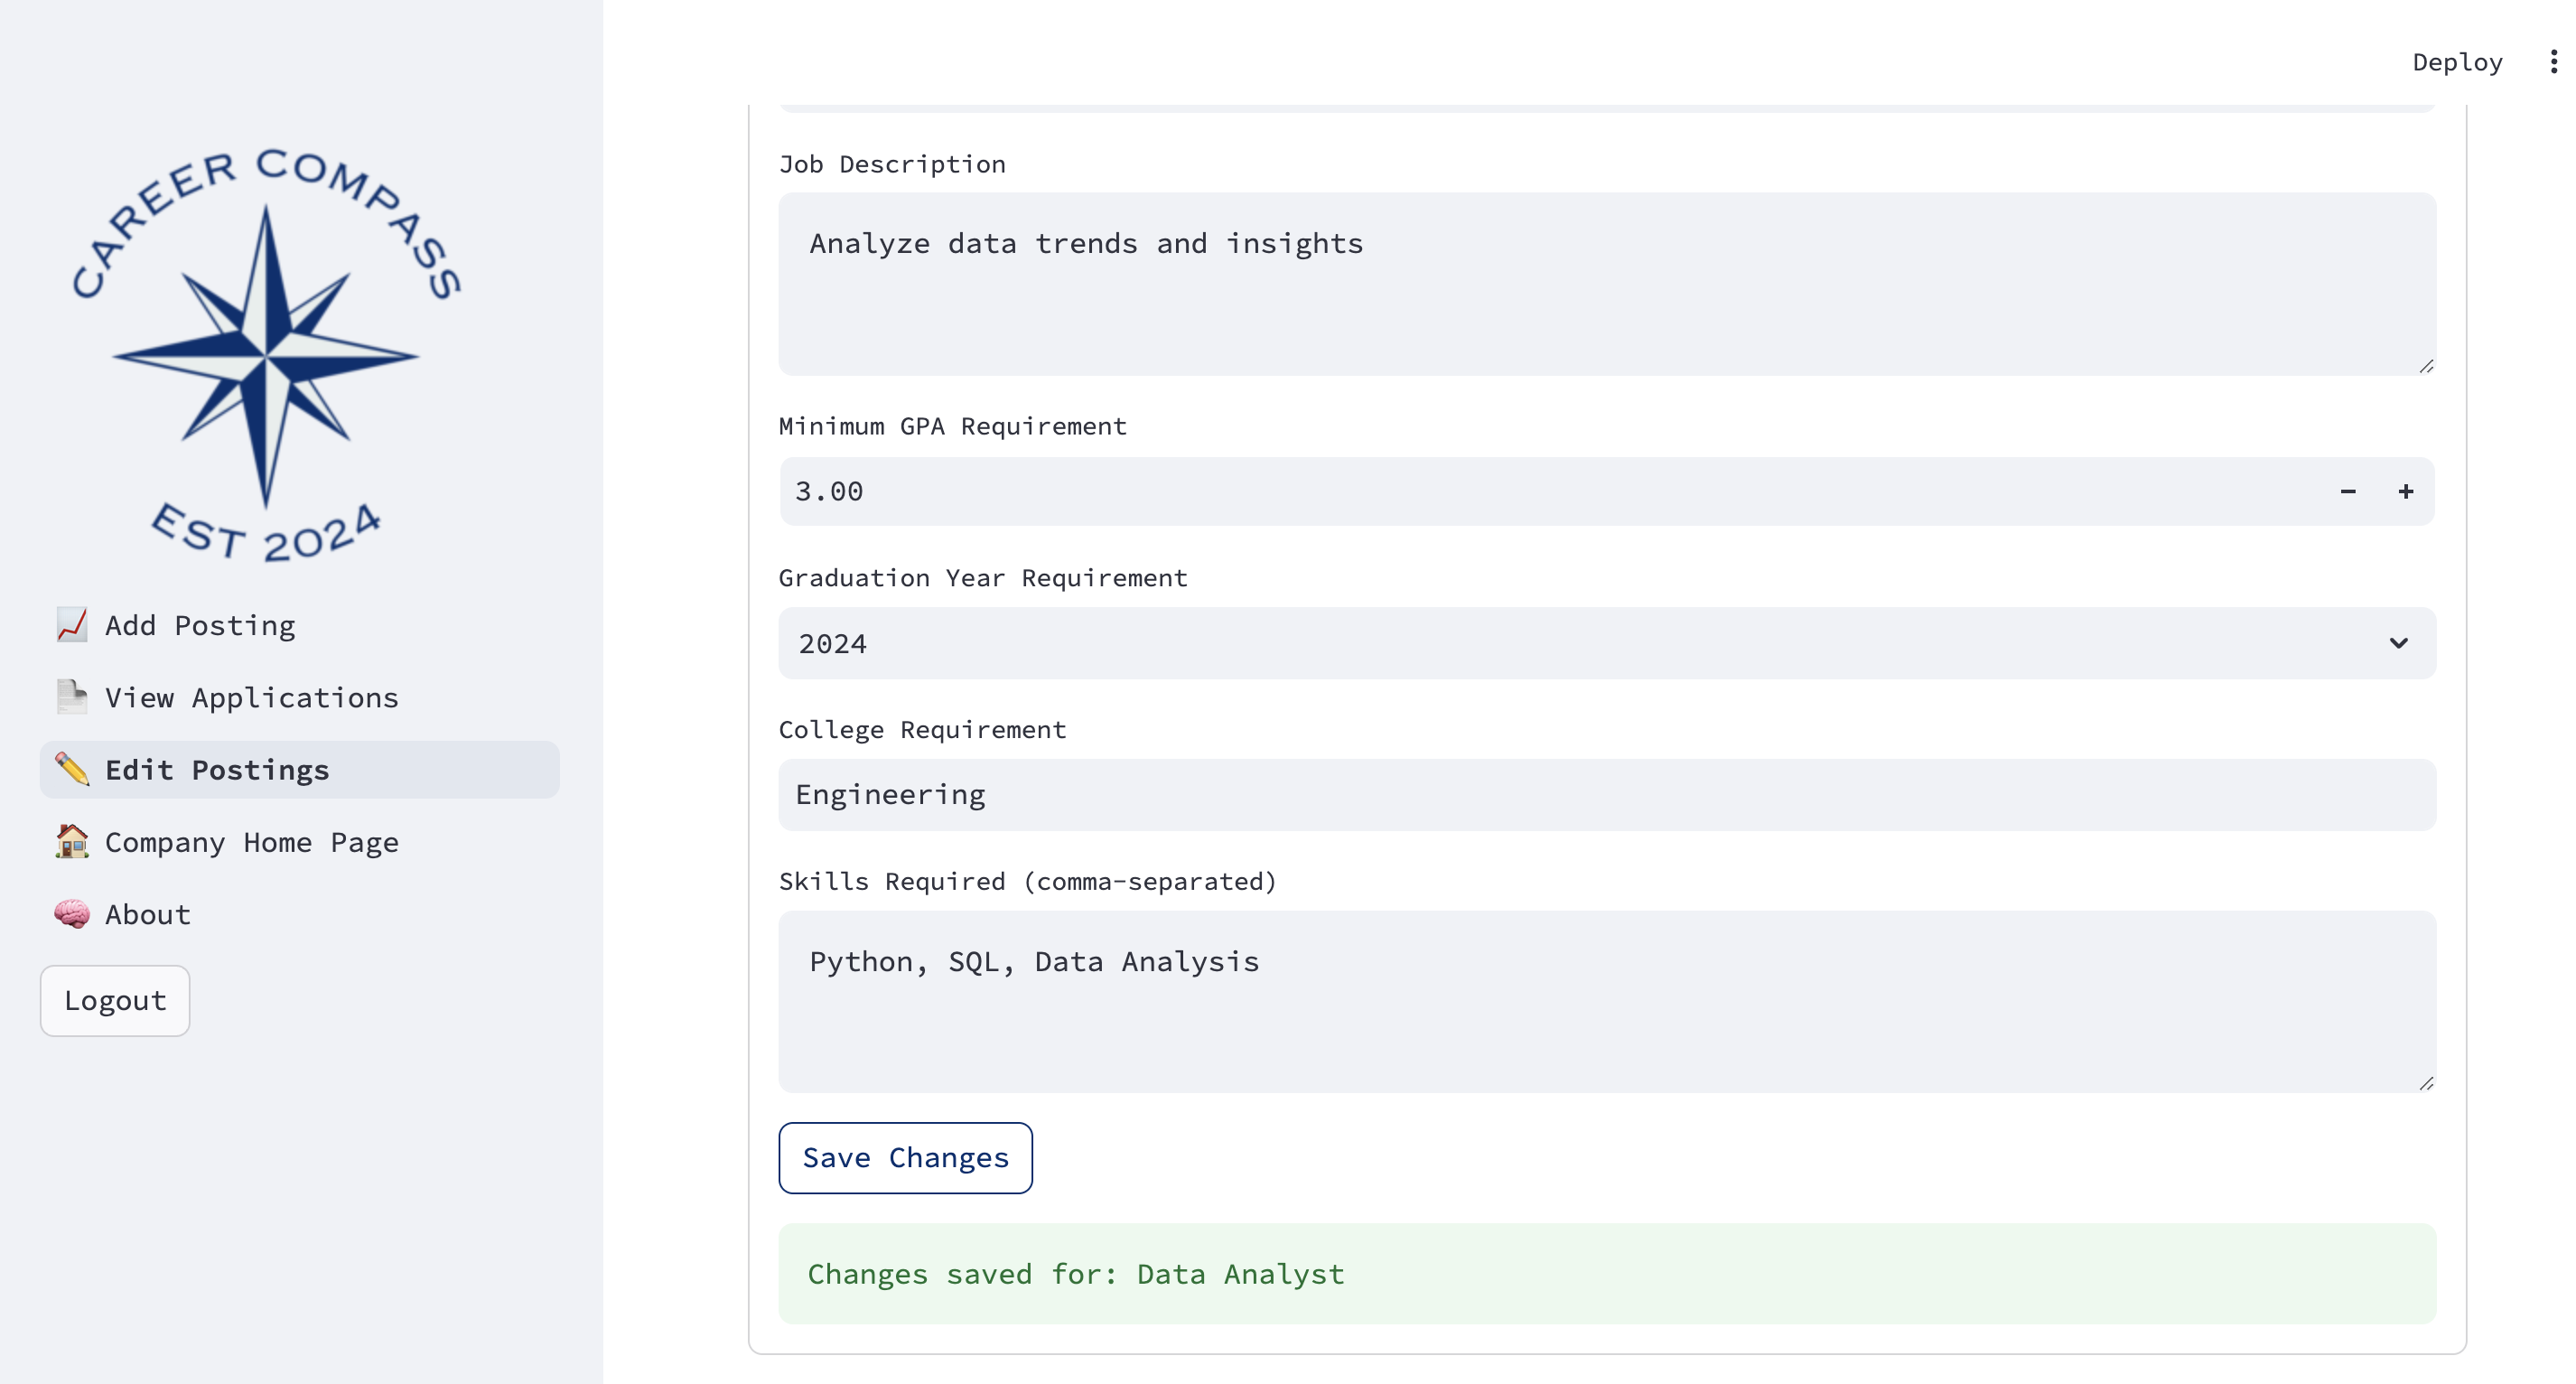 CAREER COMPASS
EST 2024
Add Posting
View Applications
Edit Postings
Company Home Page
About
Logout
Deploy
Job Description
Analyze data trends and insights
Minimum GPA Requirement
3.00
Graduation Year Requirement
2024
College Requirement
Engineering
Skills Required (comma-separated)
Python, SQL, Data Analysis
Save Changes
Changes saved for: Data Analyst